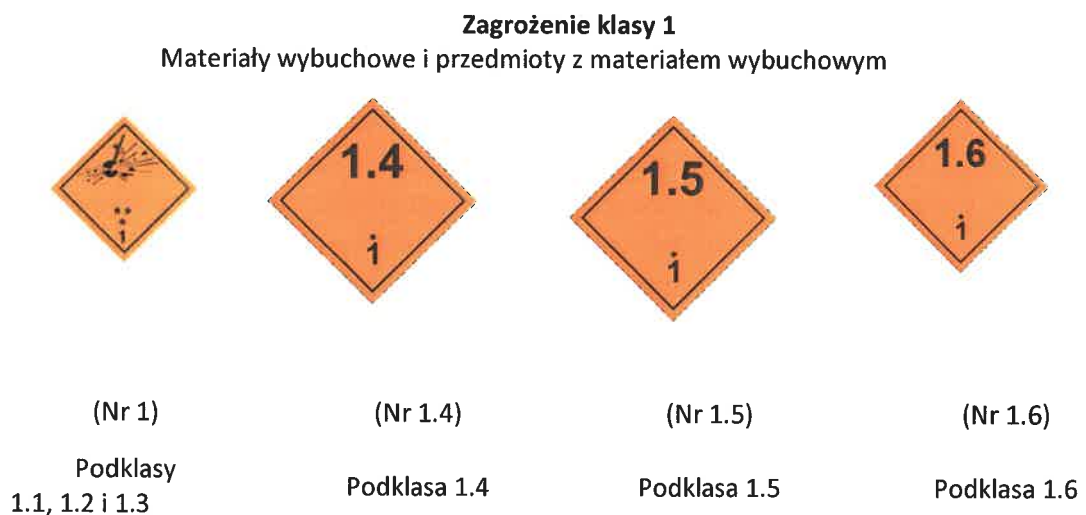 Zagrożenie klasy 1
Materiały wybuchowe i przedmioty z materiałem wybuchowym
**
*
1
1.4
*
1
1.5
*
1
1.6
*
1
(Nr 1)
(Nr 1.4)
(Nr 1.5)
(Nr 1.6)
Podklasy
1.1, 1.2 i 1.3
Podklasa 1.4
Podklasa 1.5
Podklasa 1.6